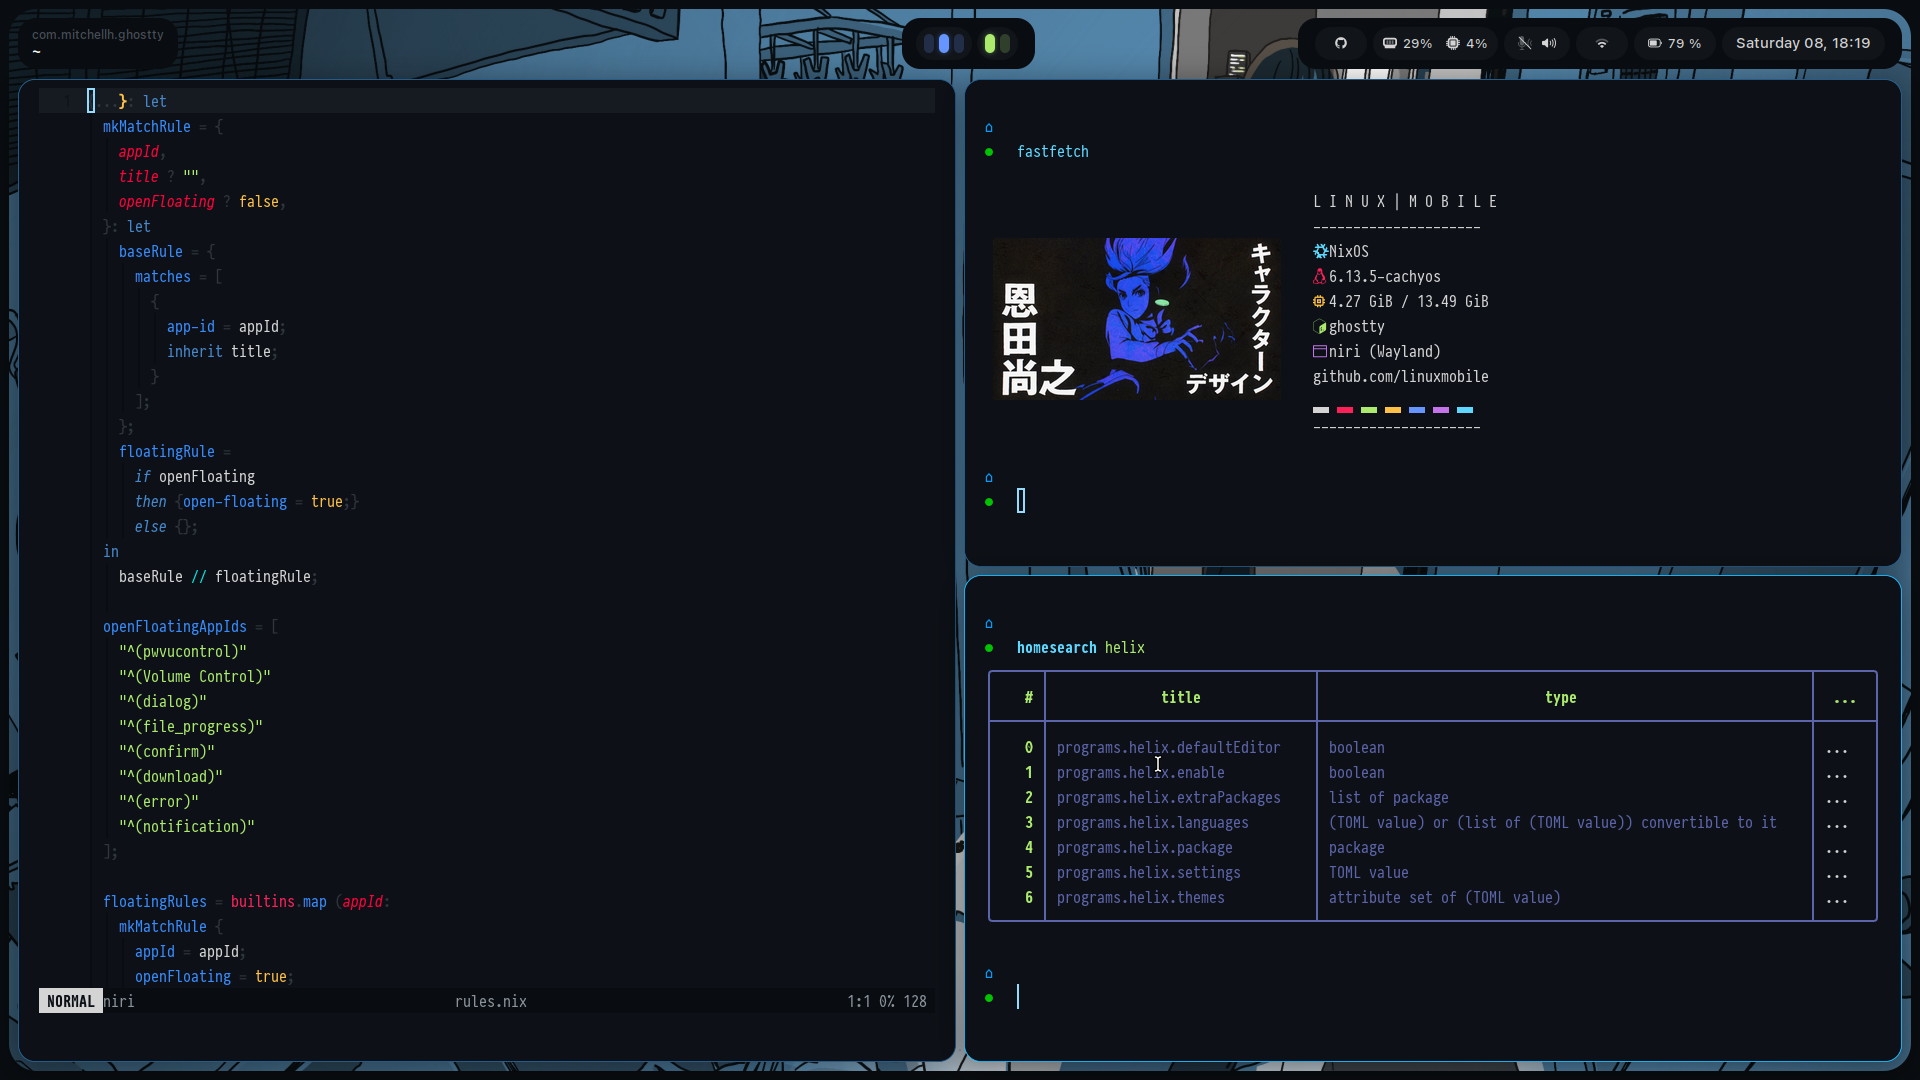 com.mitchellh.ghostty
~
29% 4% 79 % Saturday 08, 18:19
1 ...}: let
mkMatchRule = {
appId,
title ? "",
openFloating ? false,
}: let
baseRule = {
matches = [
{
app-id = appId;
inherit title;
}
];
};
floatingRule =
if openFloating
then {open-floating = true;}
else {};
in
baseRule // floatingRule;
openFloatingAppIds = [
"^(pwvucontrol)"
"^(Volume Control)"
"^(dialog)"
"^(file_progress)"
"^(confirm)"
"^(download)"
"^(error)"
"^(notification)"
];
floatingRules = builtins.map (appId:
mkMatchRule {
appId = appId;
openFloating = true;
NORMAL niri rules.nix 1:1 0% 128
fastfetch
恩田尚之
キャラクター
デザイン
LINUX|MOBILE
---------------------
NixOS
6.13.5-cachyos
4.27 GiB / 13.49 GiB
ghostty
niri (Wayland)
github.com/linuxmobile
---------------------
homesearch helix
# title type ...
0 programs.helix.defaultEditor boolean ...
1 programs.helix.enable boolean ...
2 programs.helix.extraPackages list of package ...
3 programs.helix.languages (TOML value) or (list of (TOML value)) convertible to it ...
4 programs.helix.package package ...
5 programs.helix.settings TOML value ...
6 programs.helix.themes attribute set of (TOML value) ...